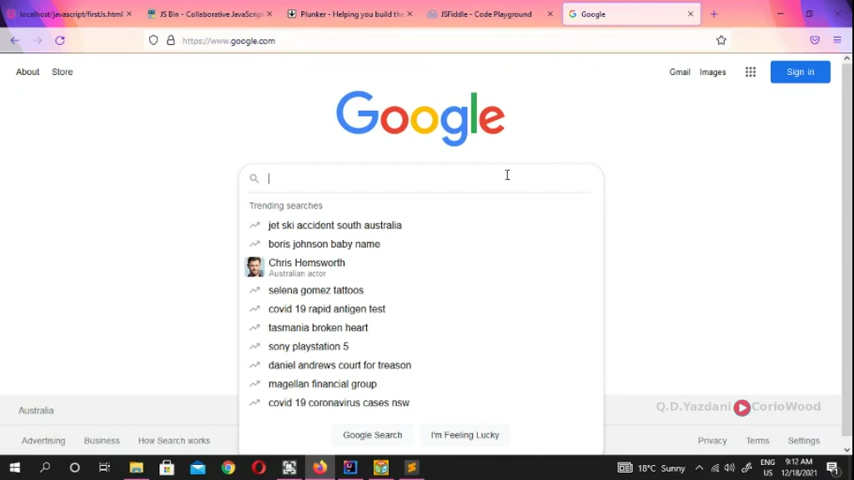 localhost/javascript/firstls.html
JS Bin - Collaborative JavaScript
Plunker - Helping you build the
JSFiddle - Code Playground
Google
https://www.google.com
About Store
Gmail Images Sign in
Google
Trending searches
jet ski accident south australia
boris johnson baby name
Chris Hemsworth
Australian actor
selena gomez tattoos
covid 19 rapid antigen test
tasmania broken heart
sony playstation 5
daniel andrews court for treason
magellan financial group
covid 19 coronavirus cases nsw
Google Search I'm Feeling Lucky
Australia
Q.D.Yazdani CorioWood
Advertising Business How Search works
Privacy Terms Settings
18°C Sunny
ENG
US
9:12 AM
12/18/2021